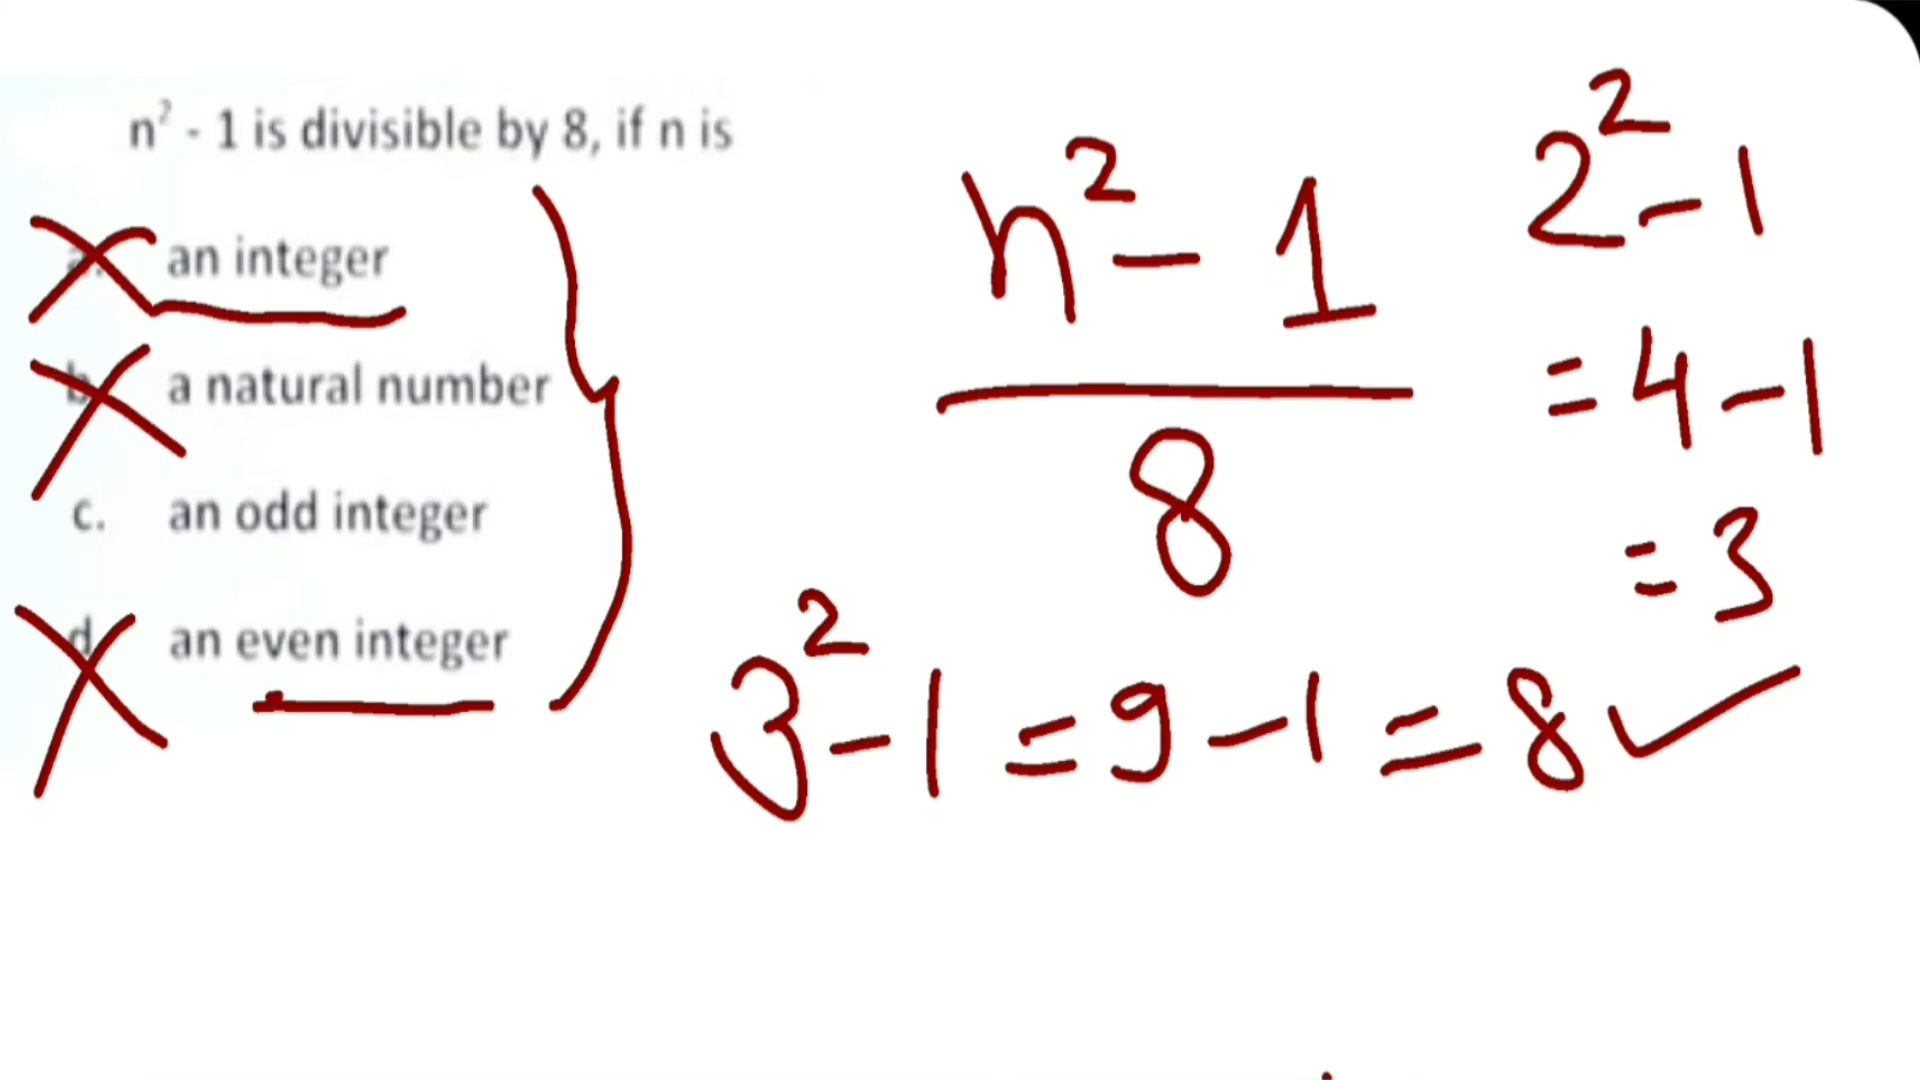 n² - 1 is divisible by 8, if n is
a. an integer
b. a natural number
c. an odd integer
d. an even integer
n² - 1
8
2² - 1
= 4 - 1
= 3
3² - 1 = 9 - 1 = 8 ✓